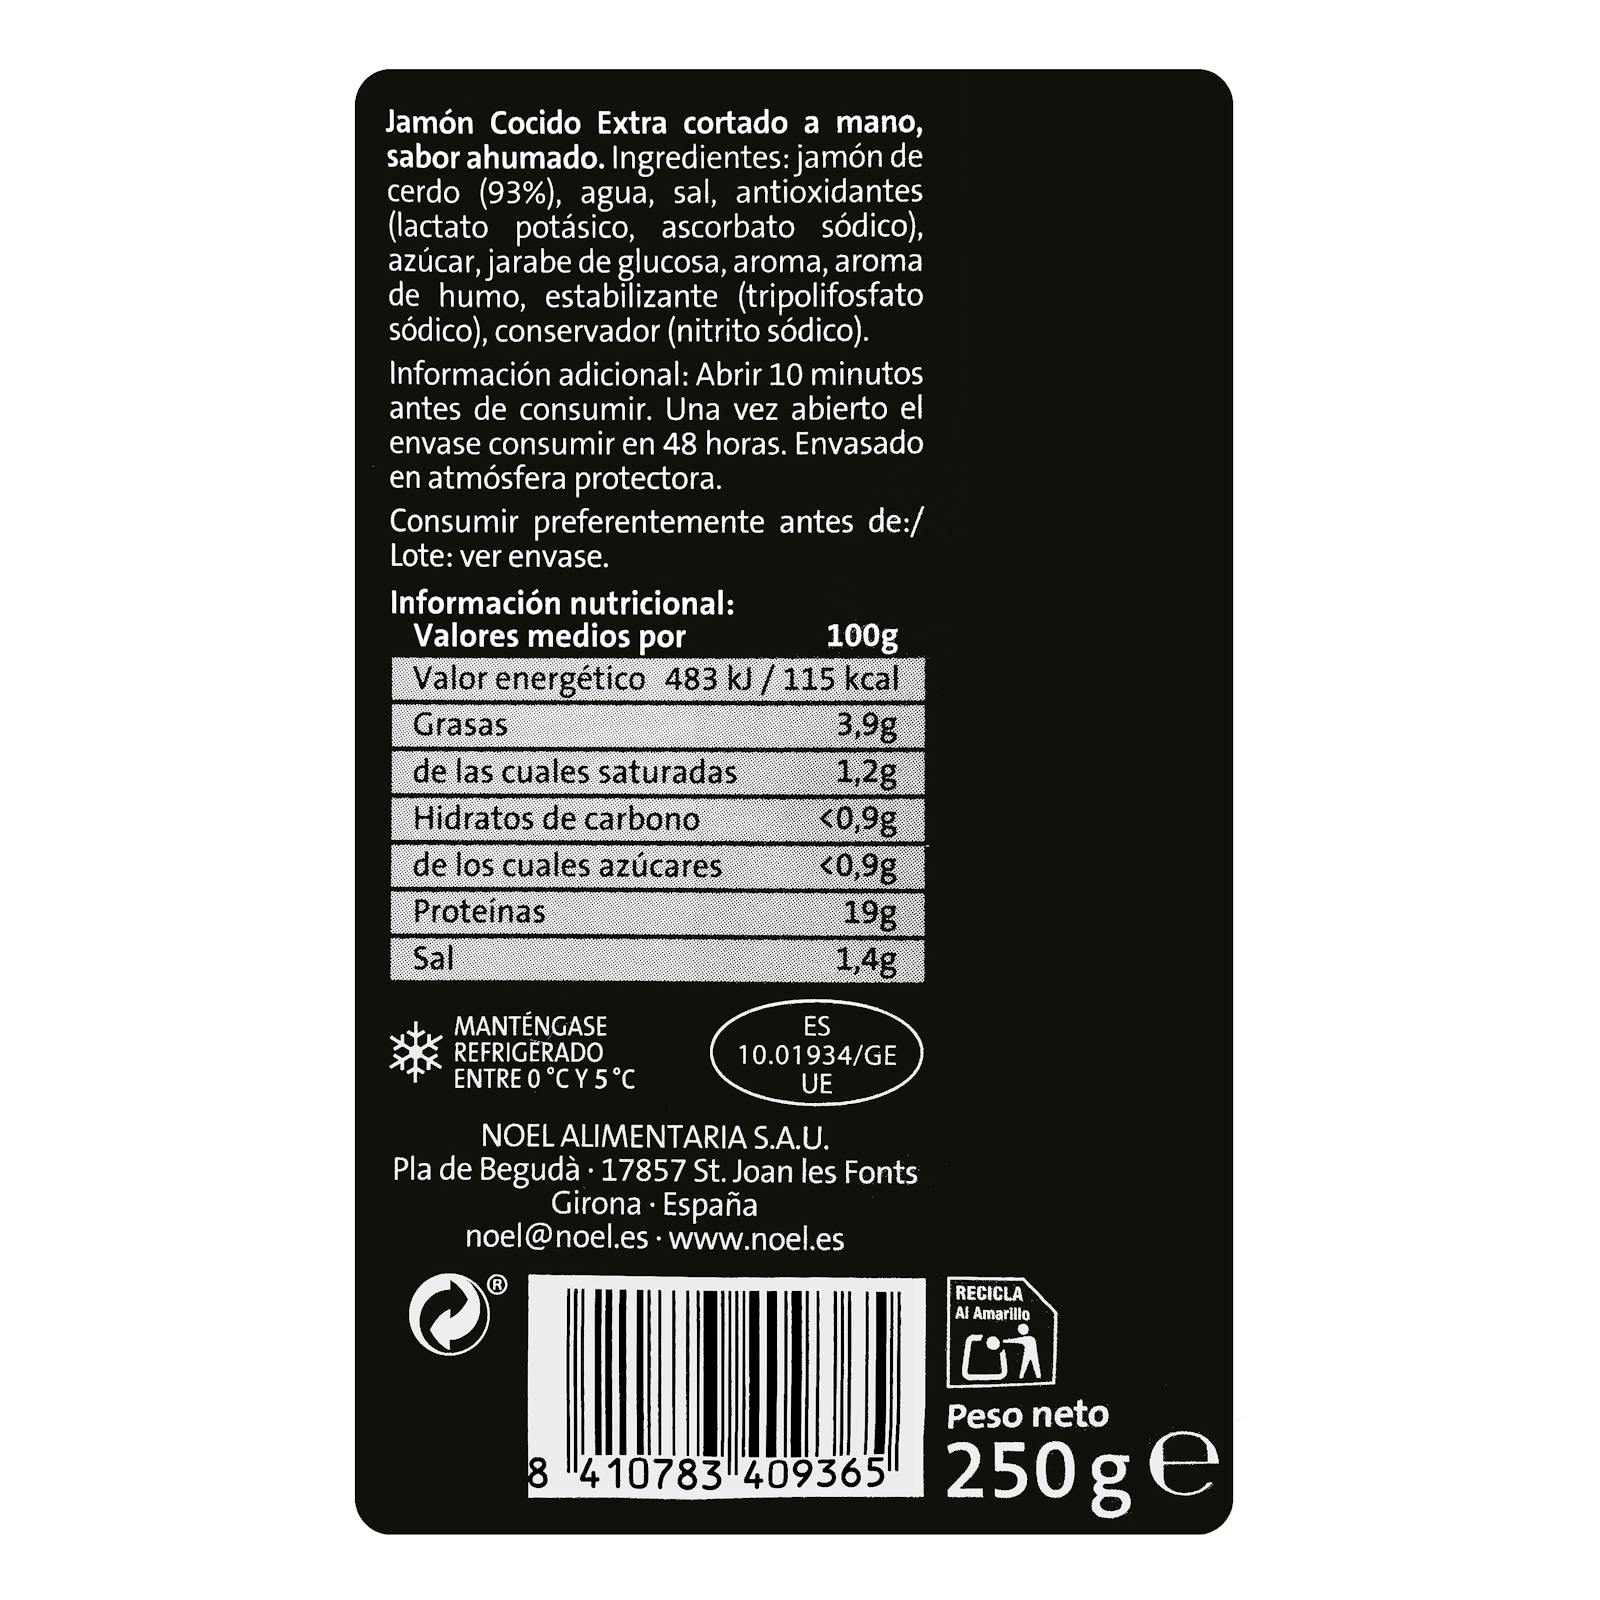 Jamón Cocido Extra cortado a mano,
sabor ahumado. Ingredientes: jamón de
cerdo (93%), agua, sal, antioxidantes
(lactato potásico, ascorbato sódico),
azúcar, jarabe de glucosa, aroma, aroma
de humo, estabilizante (tripolifosfato
sódico), conservador (nitrito sódico).
Información adicional: Abrir 10 minutos
antes de consumir. Una vez abierto el
envase consumir en 48 horas. Envasado
en atmósfera protectora.
Consumir preferentemente antes de:/
Lote: ver envase.
Información nutricional:
Valores medios por 100g
Valor energético 483 kJ / 115 kcal
Grasas 3,9g
de las cuales saturadas 1,2g
Hidratos de carbono <0,9g
de los cuales azúcares <0,9g
Proteínas 19g
Sal 1,4g
MANTÉNGASE
REFRIGERADO
ENTRE 0 °C Y 5 °C
ES
10.01934/GE
UE
NOEL ALIMENTARIA S.A.U.
Pla de Begudà · 17857 St. Joan les Fonts
Girona · España
noel@noel.es · www.noel.es
®
RECICLA
Al Amarillo
Peso neto
250 g e
8 410783 409365